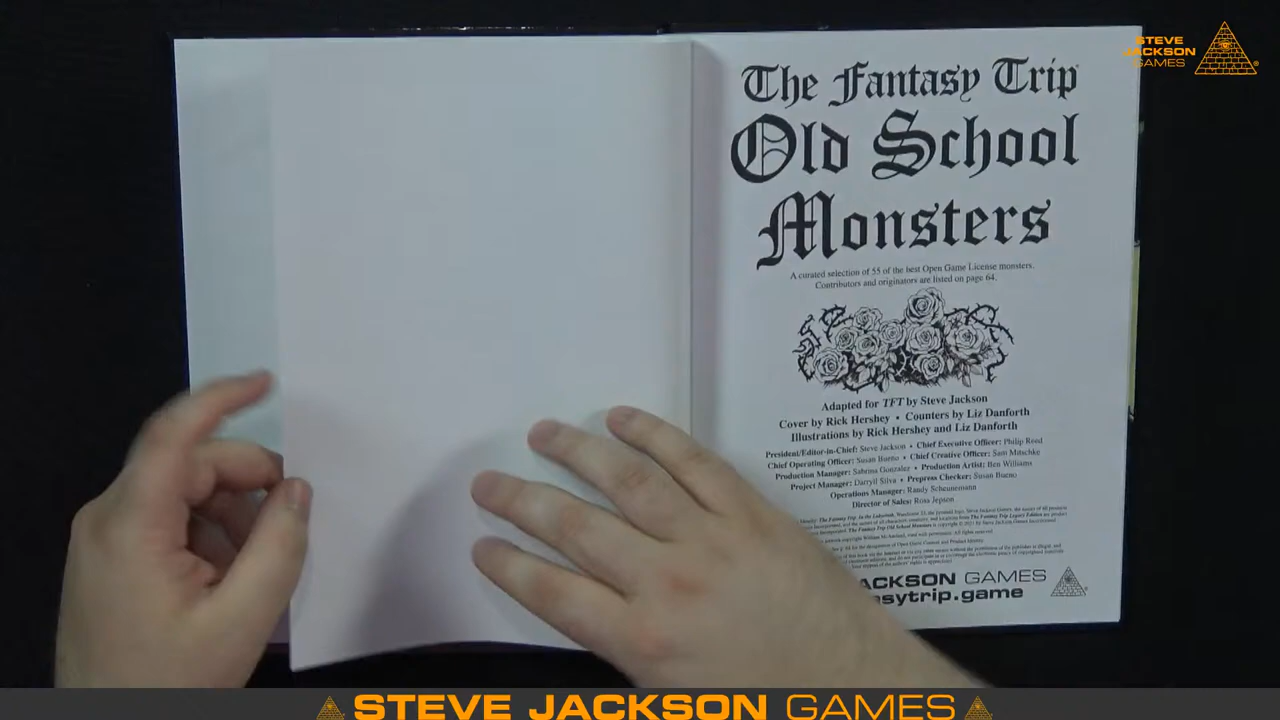 STEVE
JACKSON
GAMES
The Fantasy Trip
Old School
Monsters
A curated selection of 55 of the best Open Game License monsters.
Contributors and originators are listed on page 64.
Adapted for TFT by Steve Jackson
Cover by Rick Hershey • Counters by Liz Danforth
Illustrations by Rick Hershey and Liz Danforth
President/Editor-in-Chief: Steve Jackson • Chief Executive Officer: Philip Reed
Chief Operating Officer: Susan Bueno • Chief Creative Officer: Sam Mitschke
Production Manager: Sabrina Gonzalez • Production Artist: Ben Williams
Project Manager: Darryll Silva • Prepress Checker: Susan Bueno
Operations Manager: Randy Scheunemann
Director of Sales: Ross Jepson
JACKSON GAMES
asytrip.game
STEVE JACKSON GAMES